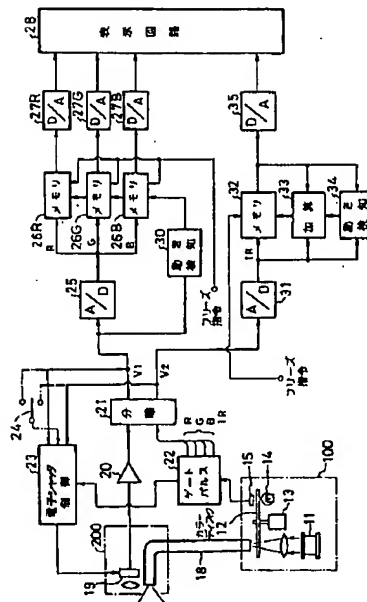 表示回路
28
D/A
27R
D/A
27G
D/A
27B
D/A
35
メモリ
26R
メモリ
26G
メモリ
26B
R
G
B
動き検知
30
フリーズ指令
メモリ
32
加算
33
動き検知
34
IR
A/D
25
A/D
31
フリーズ指令
V1
V2
24
分離
21
電子シャッタ制御
23
20
ゲートパルス
22
R
G
B
IR
200
19
18
カラーディスク
15
14
13
12
11
100